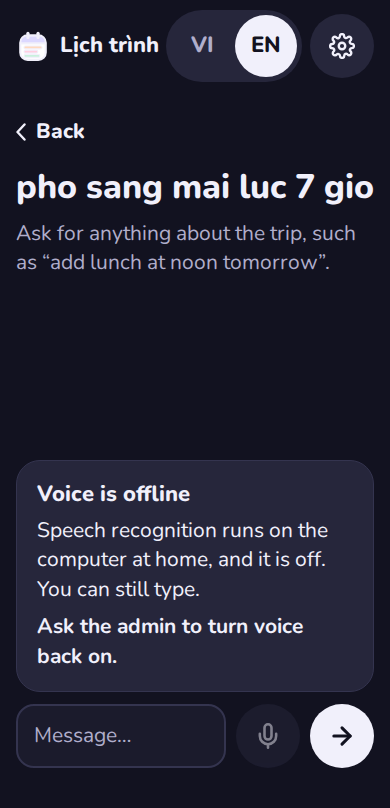 Lịch trình VI EN
Back
pho sang mai luc 7 gio
Ask for anything about the trip, such
as “add lunch at noon tomorrow”.
Voice is offline
Speech recognition runs on the
computer at home, and it is off.
You can still type.
Ask the admin to turn voice
back on.
Message...